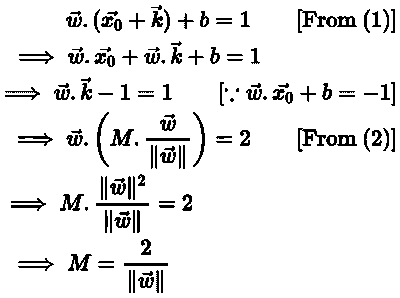 w⃗. (x⃗₀ + k⃗) + b = 1 [From (1)]
⟹ w⃗. x⃗₀ + w⃗. k⃗ + b = 1
⟹ w⃗. k⃗ − 1 = 1 [∵ w⃗. x⃗₀ + b = −1]
⟹ w⃗. (M. w⃗ / ‖w⃗‖) = 2 [From (2)]
⟹ M. ‖w⃗‖² / ‖w⃗‖ = 2
⟹ M = 2 / ‖w⃗‖